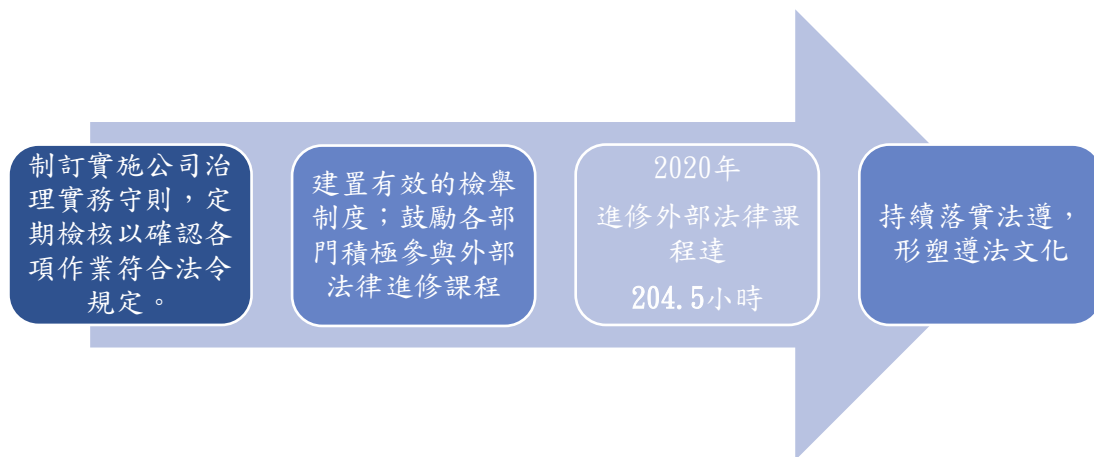 制訂實施公司治
理實務守則，定
期檢核以確認各
項作業符合法令
規定。
建置有效的檢舉
制度；鼓勵各部
門積極參與外部
法律進修課程
2020年
進修外部法律課
程達
204.5小時
持續落實法遵，
形塑遵法文化